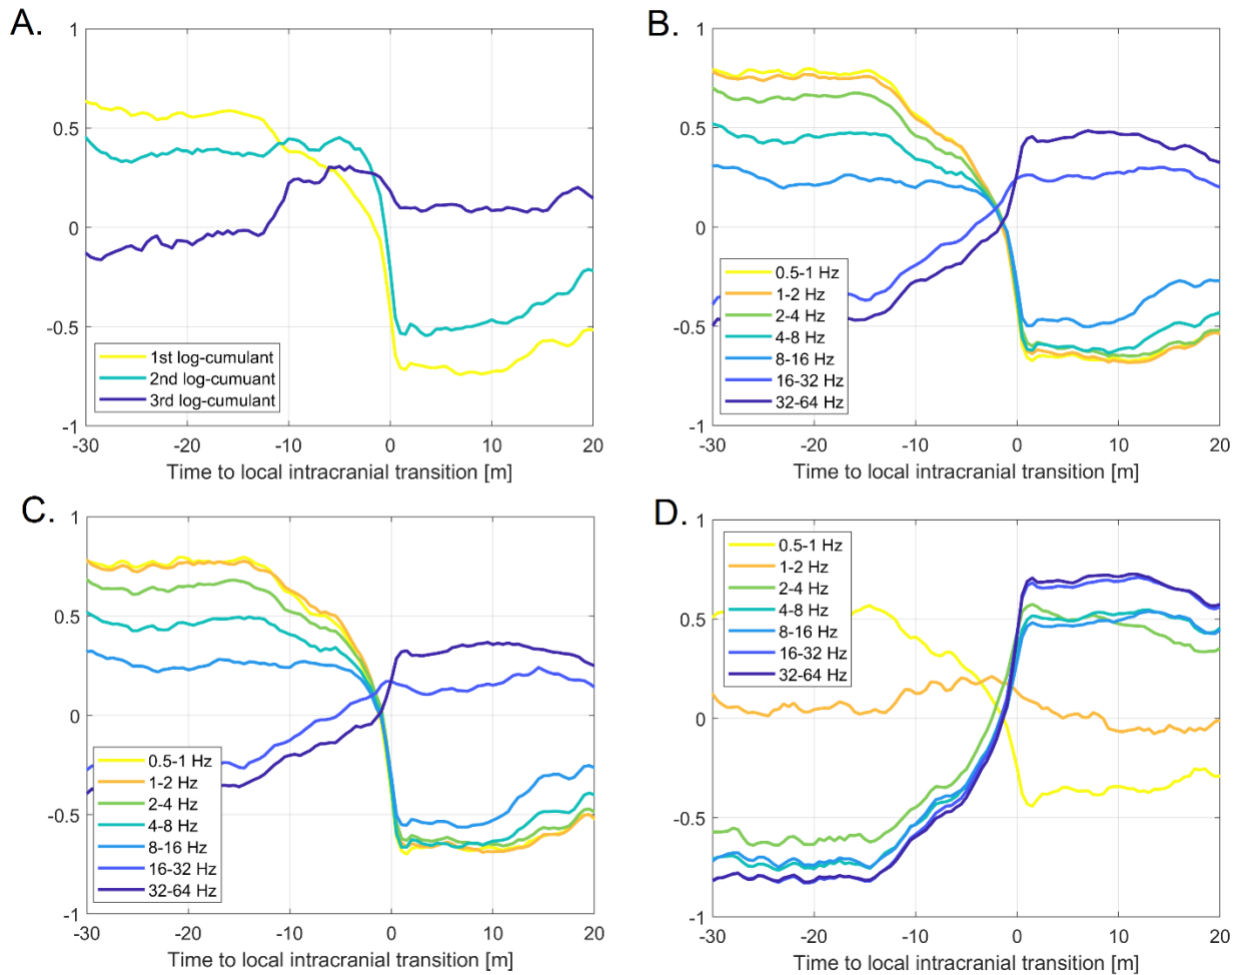 A.
1
0.5
0
-0.5
-1
1st log-cumulant
2nd log-cumuant
3rd log-cumulant
-30 -20 -10 0 10 20
Time to local intracranial transition [m]
B.
1
0.5
0
-0.5
-1
0.5-1 Hz
1-2 Hz
2-4 Hz
4-8 Hz
8-16 Hz
16-32 Hz
32-64 Hz
-30 -20 -10 0 10 20
Time to local intracranial transition [m]
C.
1
0.5
0
-0.5
-1
0.5-1 Hz
1-2 Hz
2-4 Hz
4-8 Hz
8-16 Hz
16-32 Hz
32-64 Hz
-30 -20 -10 0 10 20
Time to local intracranial transition [m]
D.
1
0.5
0
-0.5
-1
0.5-1 Hz
1-2 Hz
2-4 Hz
4-8 Hz
8-16 Hz
16-32 Hz
32-64 Hz
-30 -20 -10 0 10 20
Time to local intracranial transition [m]